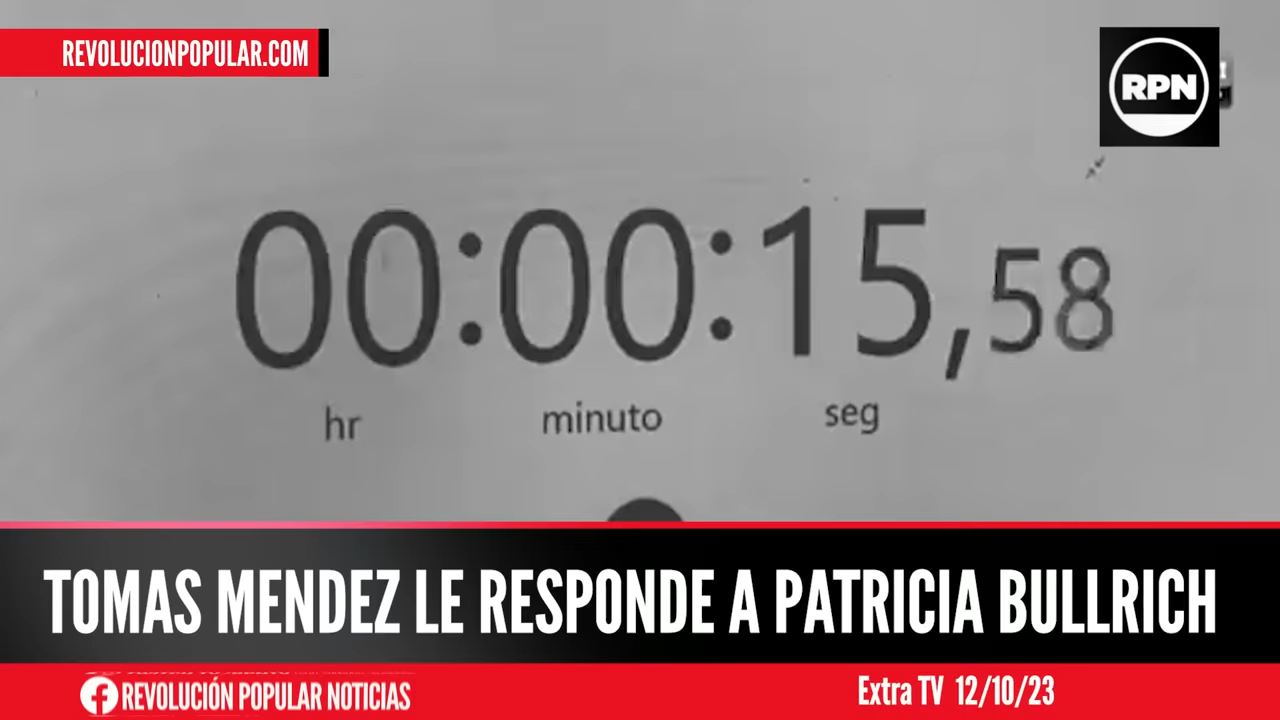 REVOLUCIONPOPULAR.COM
RPN
00:00:15,58
hr minuto seg
TOMAS MENDEZ LE RESPONDE A PATRICIA BULLRICH
REVOLUCIÓN POPULAR NOTICIAS
Extra TV 12/10/23